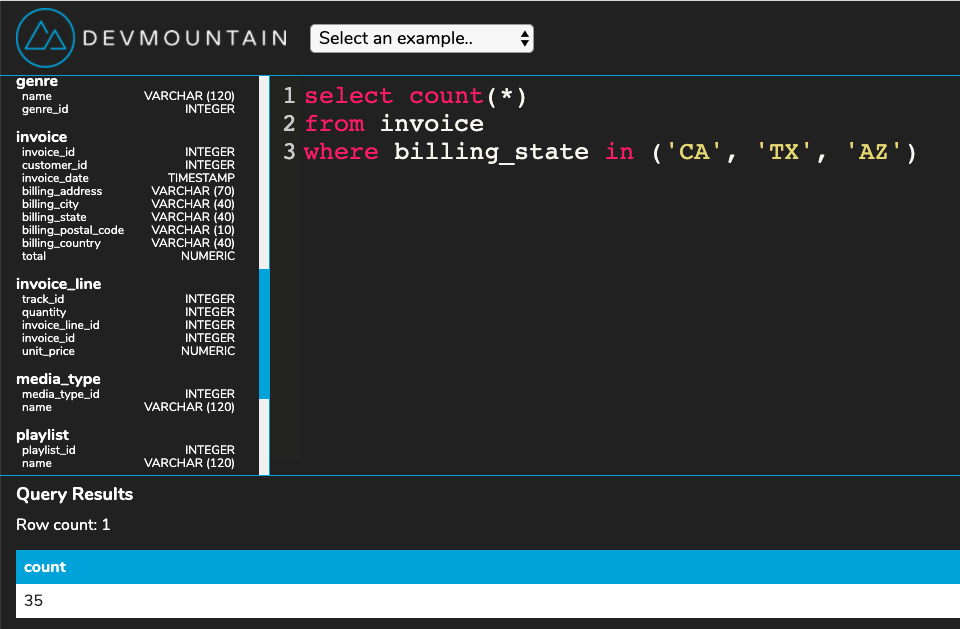 DEVMOUNTAIN
Select an example..
genre
name VARCHAR (120)
genre_id INTEGER
invoice
invoice_id INTEGER
customer_id INTEGER
invoice_date TIMESTAMP
billing_address VARCHAR (70)
billing_city VARCHAR (40)
billing_state VARCHAR (40)
billing_postal_code VARCHAR (10)
billing_country VARCHAR (40)
total NUMERIC
invoice_line
track_id INTEGER
quantity INTEGER
invoice_line_id INTEGER
invoice_id INTEGER
unit_price NUMERIC
media_type
media_type_id INTEGER
name VARCHAR (120)
playlist
playlist_id INTEGER
name VARCHAR (120)
1 select count(*)
2 from invoice
3 where billing_state in ('CA', 'TX', 'AZ')
Query Results
Row count: 1
count
35